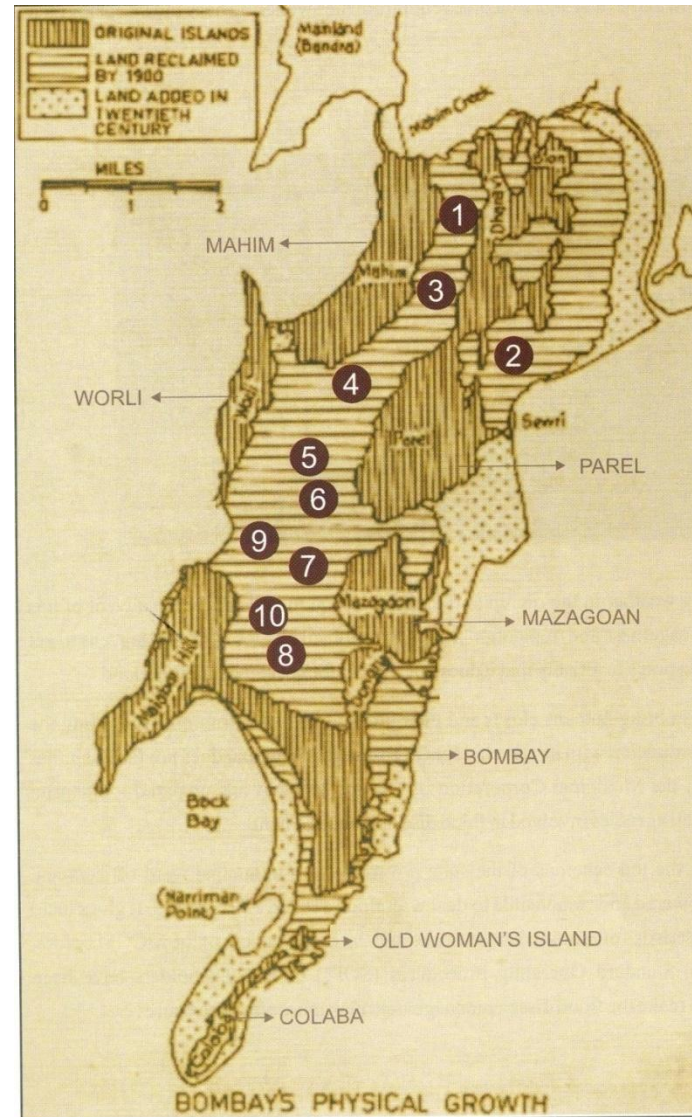 ORIGINAL ISLANDS
LAND RECLAIMED
BY 1900
LAND ADDED IN
TWENTIETH
CENTURY
MILES
0 1 2
Mainland
(Bandra)
Mahim Creek
Sion
Dharavi
1
MAHIM
Mahim
3
2
4
WORLI
Worli
Sewri
Parel
5
PAREL
6
9
7
Mazagaon
10
MAZAGOAN
8
Malabar Hill
Dongri
BOMBAY
Back
Bay
(Narriman
Point)
OLD WOMAN'S ISLAND
COLABA
Colaba
BOMBAY'S PHYSICAL GROWTH